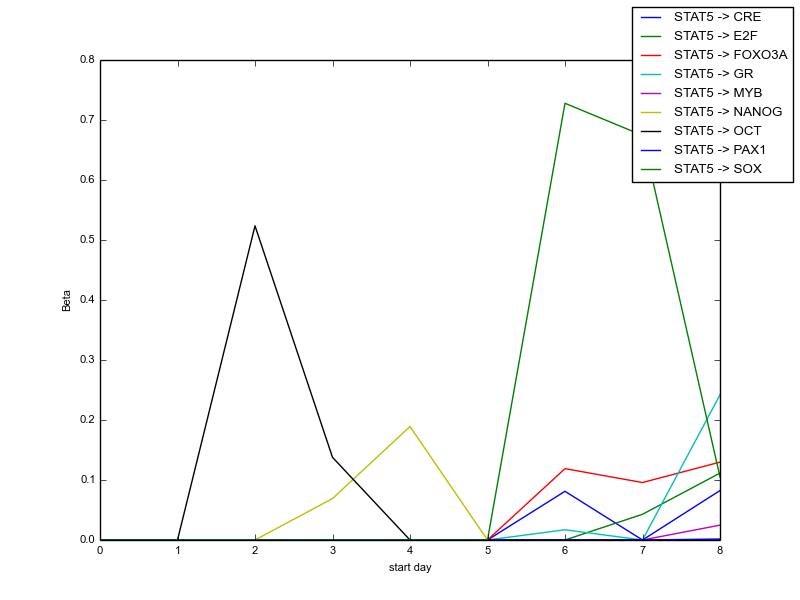 STAT5 -> CRE
STAT5 -> E2F
STAT5 -> FOXO3A
STAT5 -> GR
STAT5 -> MYB
STAT5 -> NANOG
STAT5 -> OCT
STAT5 -> PAX1
STAT5 -> SOX
0.8
0.7
0.6
0.5
0.4
0.3
0.2
0.1
0.0
Beta
0 1 2 3 4 5 6 7 8
start day